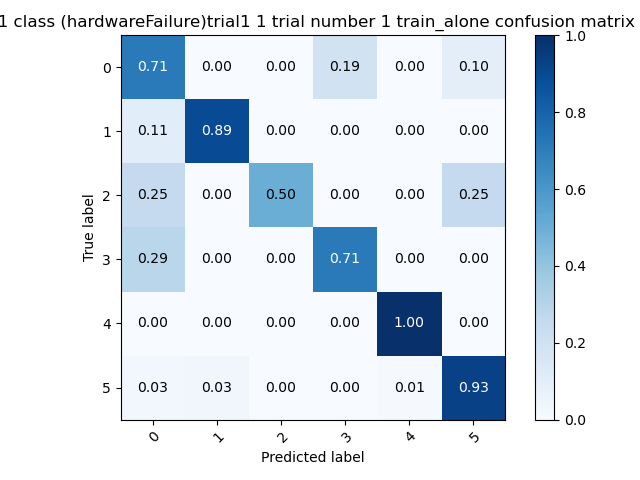 1 class (hardwareFailure)trial1 1 trial number 1 train_alone confusion matrix
0 0.71 0.00 0.00 0.19 0.00 0.10
1 0.11 0.89 0.00 0.00 0.00 0.00
2 0.25 0.00 0.50 0.00 0.00 0.25
3 0.29 0.00 0.00 0.71 0.00 0.00
4 0.00 0.00 0.00 0.00 1.00 0.00
5 0.03 0.03 0.00 0.00 0.01 0.93
0 1 2 3 4 5
True label
Predicted label
1.0
0.8
0.6
0.4
0.2
0.0